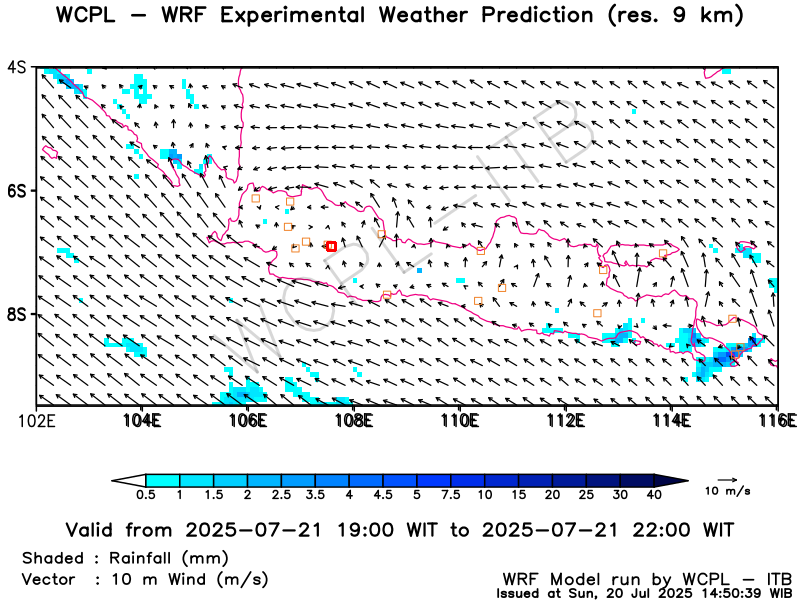 WCPL – WRF Experimental Weather Prediction (res. 9 km)
4S
6S
8S
WCPL–ITB
102E 104E 106E 108E 110E 112E 114E 116E
0.5 1 1.5 2 2.5 3.5 4 4.5 5 7.5 10 15 20 25 30 40
10 m/s
Valid from 2025-07-21 19:00 WIT to 2025-07-21 22:00 WIT
Shaded : Rainfall (mm)
Vector : 10 m Wind (m/s)
WRF Model run by WCPL – ITB
Issued at Sun, 20 Jul 2025 14:50:39 WIB